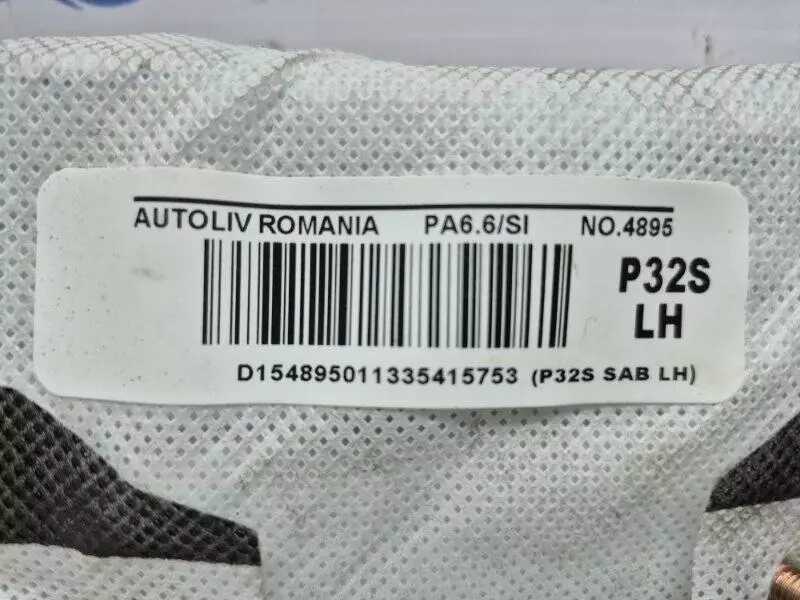 AUTOLIV ROMANIA PA6.6/SI NO.4895
P32S
LH
D154895011335415753 (P32S SAB LH)